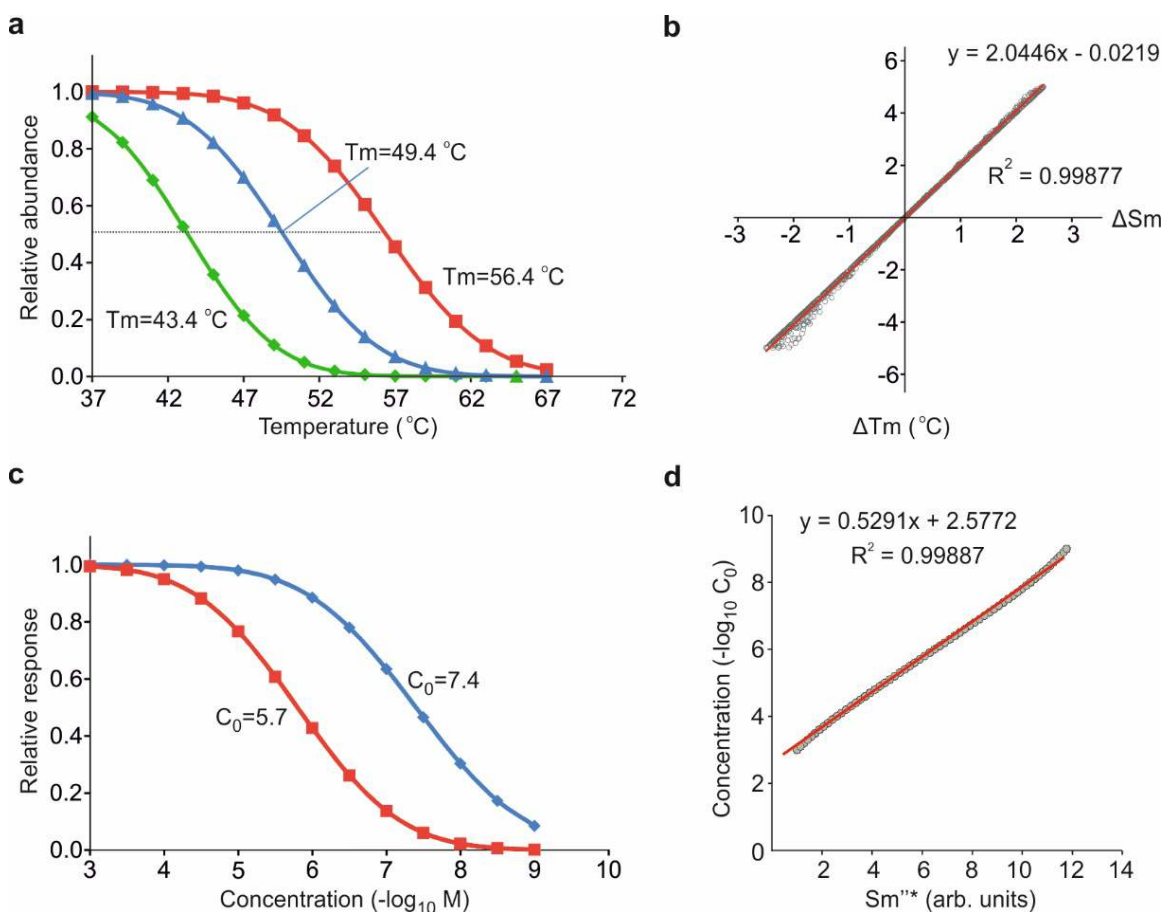 a
Relative abundance
1.0
0.8
0.6
0.4
0.2
0.0
Tm=49.4 °C
Tm=56.4 °C
Tm=43.4 °C
37 42 47 52 57 62 67 72
Temperature (°C)
b
y = 2.0446x - 0.0219
R² = 0.99877
6
4
2
-2
-4
-6
-3 -1 1 2 3
ΔSm
ΔTm (°C)
c
Relative response
1.0
0.8
0.6
0.4
0.2
0.0
C₀=7.4
C₀=5.7
3 4 5 6 7 8 9 10
Concentration (-log₁₀ M)
d
Concentration (-log₁₀ C₀)
10
8
6
4
2
0
y = 0.5291x + 2.5772
R² = 0.99887
2 4 6 8 10 12 14
Sm''* (arb. units)